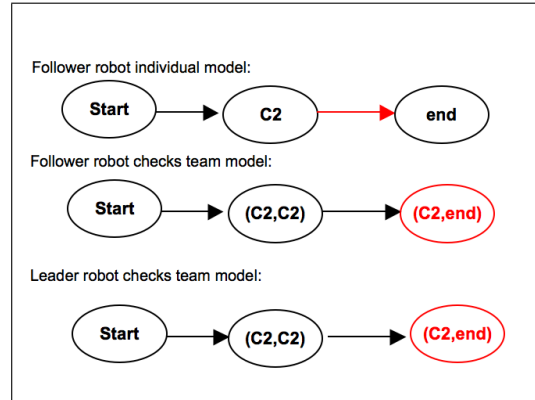 Follower robot individual model:
Start C2 end
Follower robot checks team model:
Start (C2,C2) (C2,end)
Leader robot checks team model:
Start (C2,C2) (C2,end)